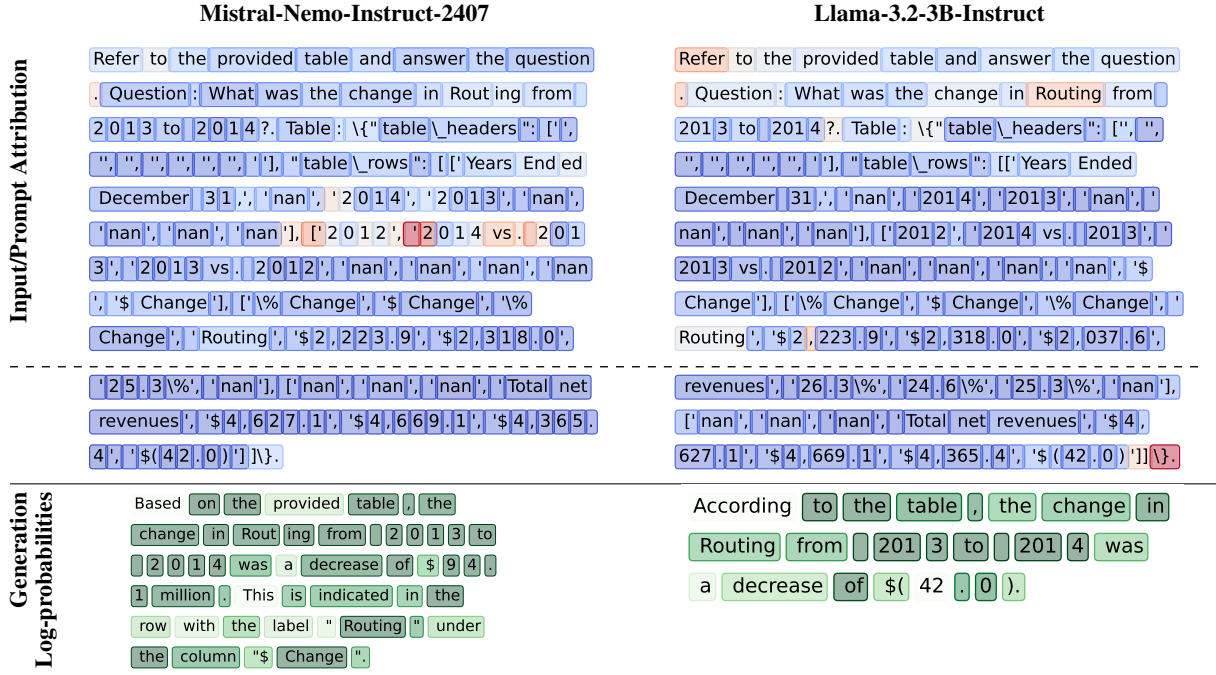 Mistral-Nemo-Instruct-2407
Llama-3.2-3B-Instruct
Input/Prompt Attribution
Refer to the provided table and answer the question
. Question: What was the change in Routing from
2013 to 2014?. Table: \{"table\_headers": ['',
'', '', '', '', '', ''], "table\_rows": [['Years Ended
December 31,', 'nan', '2014', '2013', 'nan',
'nan', 'nan', 'nan'], ['2012', '2014 vs. 201
3', '2013 vs. 2012', 'nan', 'nan', 'nan', 'nan
', '$ Change'], ['\% Change', '$ Change', '\%
Change', 'Routing', '$2,223.9', '$2,318.0',
'25.3\%', 'nan'], ['nan', 'nan', 'nan', 'Total net
revenues', '$4,627.1', '$4,669.1', '$4,365.
4', '$(42.0)']]\}.
Refer to the provided table and answer the question
. Question: What was the change in Routing from
2013 to 2014?. Table: \{"table\_headers": ['', '',
'', '', '', '', '', ''], "table\_rows": [['Years Ended
December 31,', 'nan', '2014', '2013', 'nan', '
nan', 'nan', 'nan'], ['2012', '2014 vs. 2013', '
2013 vs. 2012', 'nan', 'nan', 'nan', 'nan', '$
Change'], ['\% Change', '$ Change', '\% Change', '
Routing', '$2,223.9', '$2,318.0', '$2,037.6',
revenues', '26.3\%', '24.6\%', '25.3\%', 'nan'],
['nan', 'nan', 'nan', 'Total net revenues', '$4,
627.1', '$4,669.1', '$4,365.4', '$(42.0)']]\}.
Generation
Log-probabilities
Based on the provided table, the
change in Routing from 2013 to
2014 was a decrease of $94.
1 million. This is indicated in the
row with the label "Routing" under
the column "$ Change".
According to the table, the change in
Routing from 2013 to 2014 was
a decrease of $(42.0).